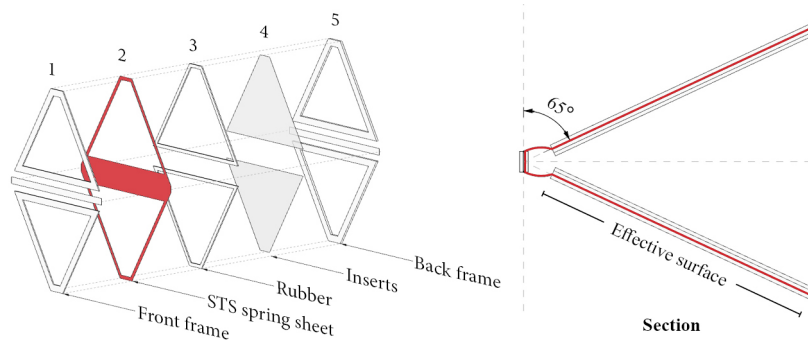 1
2
3
4
5
Front frame
STS spring sheet
Rubber
Inserts
Back frame
65°
Effective surface
Section